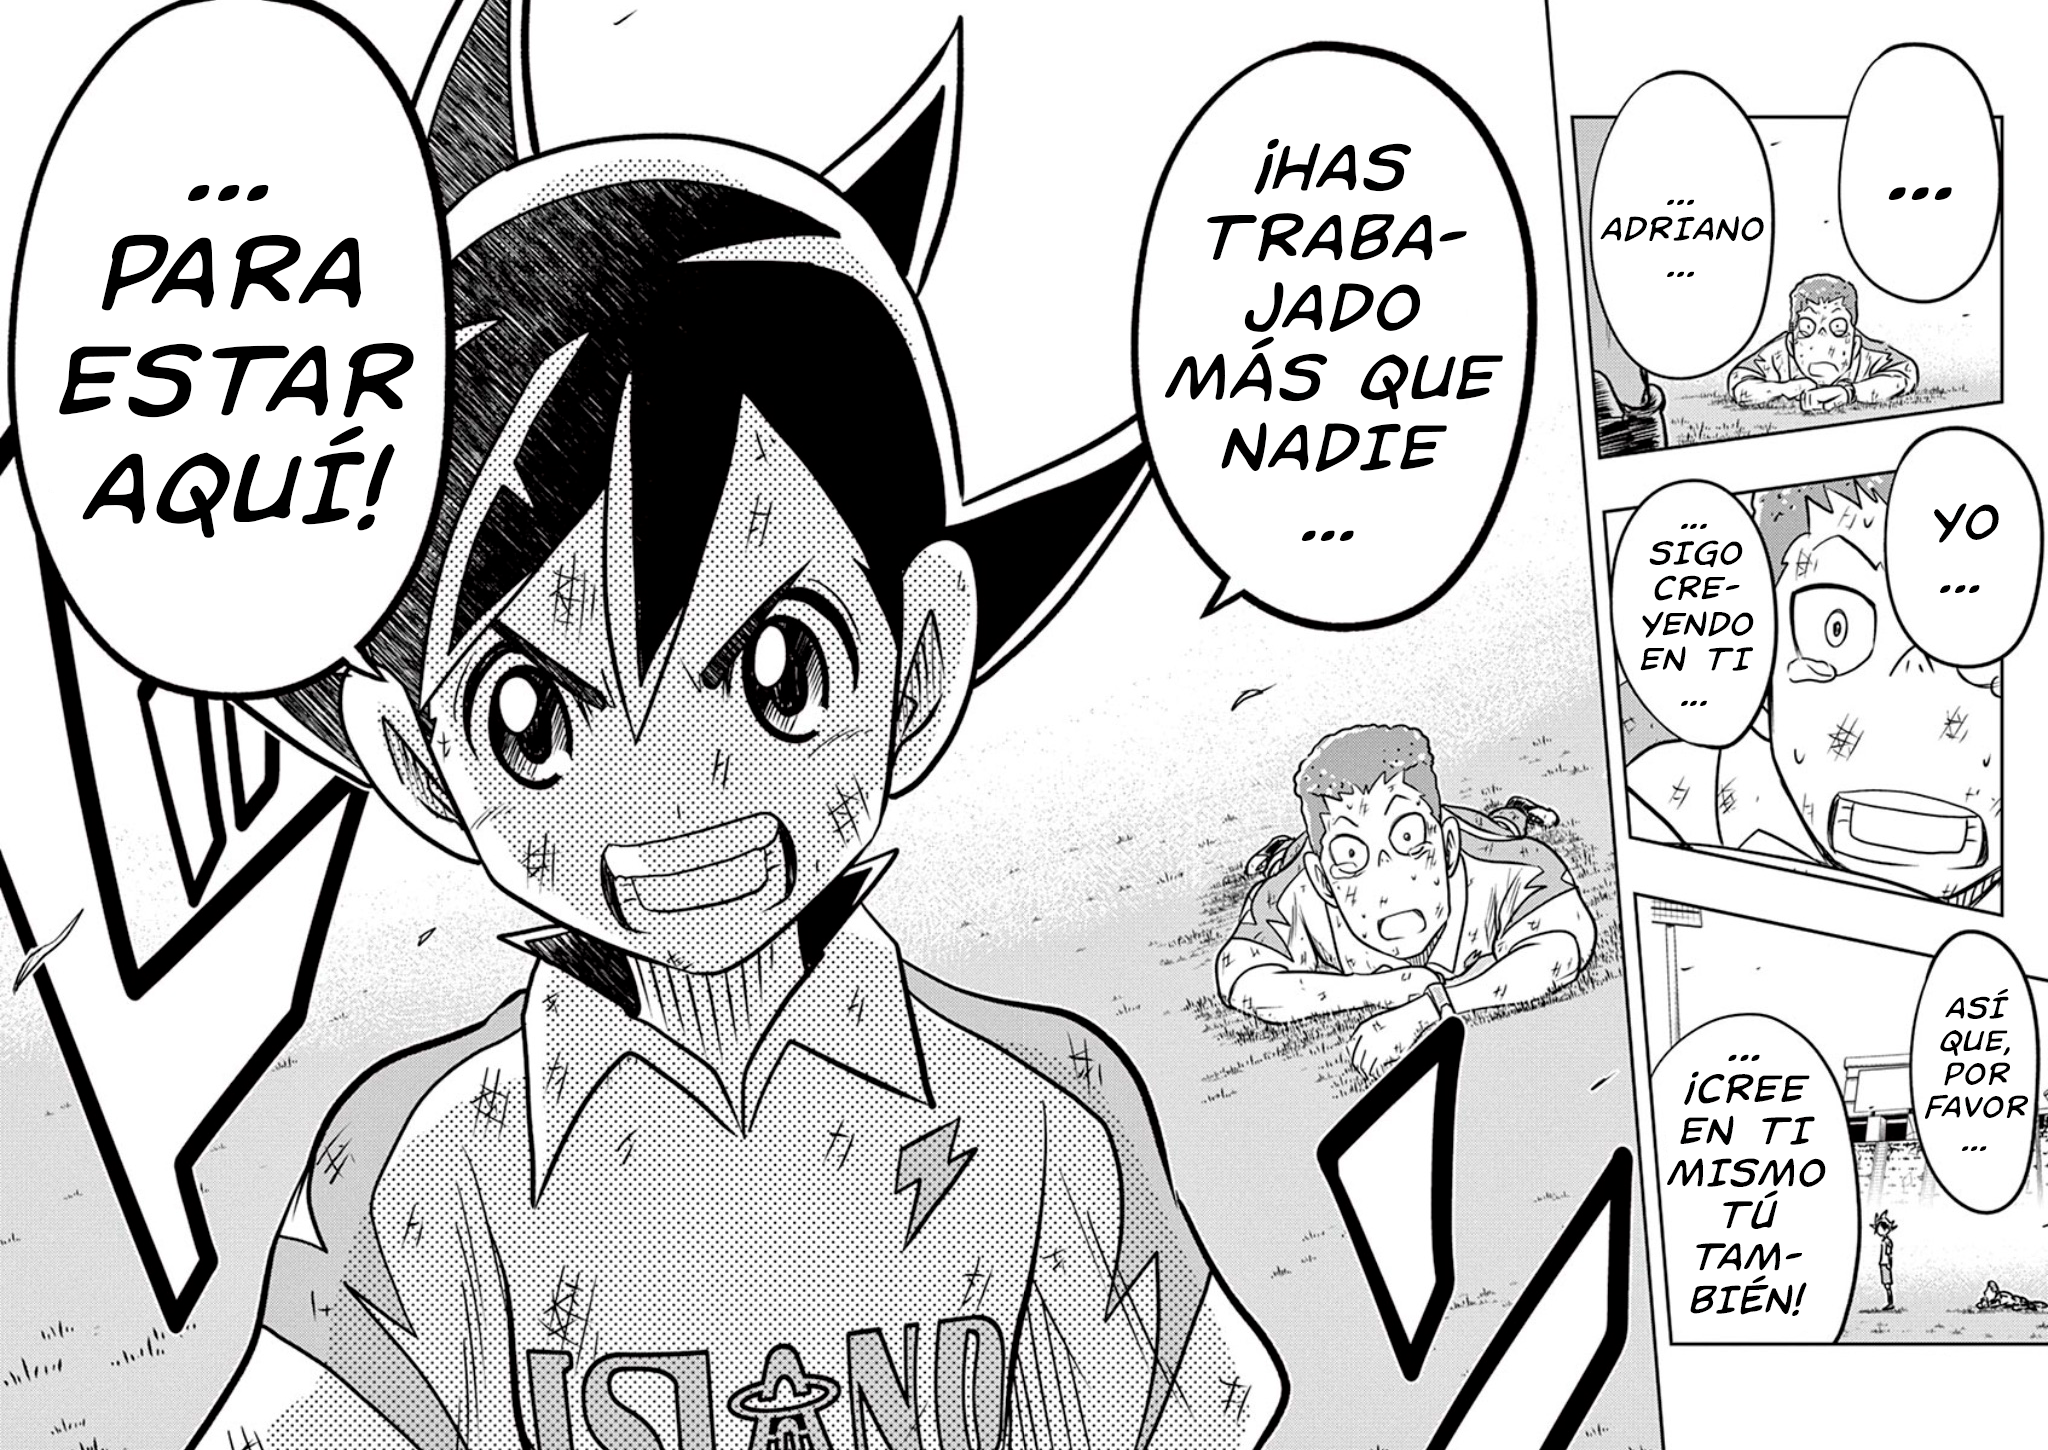 ...
...
ADRIANO
...
YO
...
...
SIGO
CRE-
YENDO
EN TI
...
ASÍ
QUE,
POR
FAVOR
...
...
¡CREE
EN TI
MISMO
TÚ
TAM-
BIÉN!
¡HAS
TRABA-
JADO
MÁS QUE
NADIE
...
...
PARA
ESTAR
AQUÍ!
ISLAND